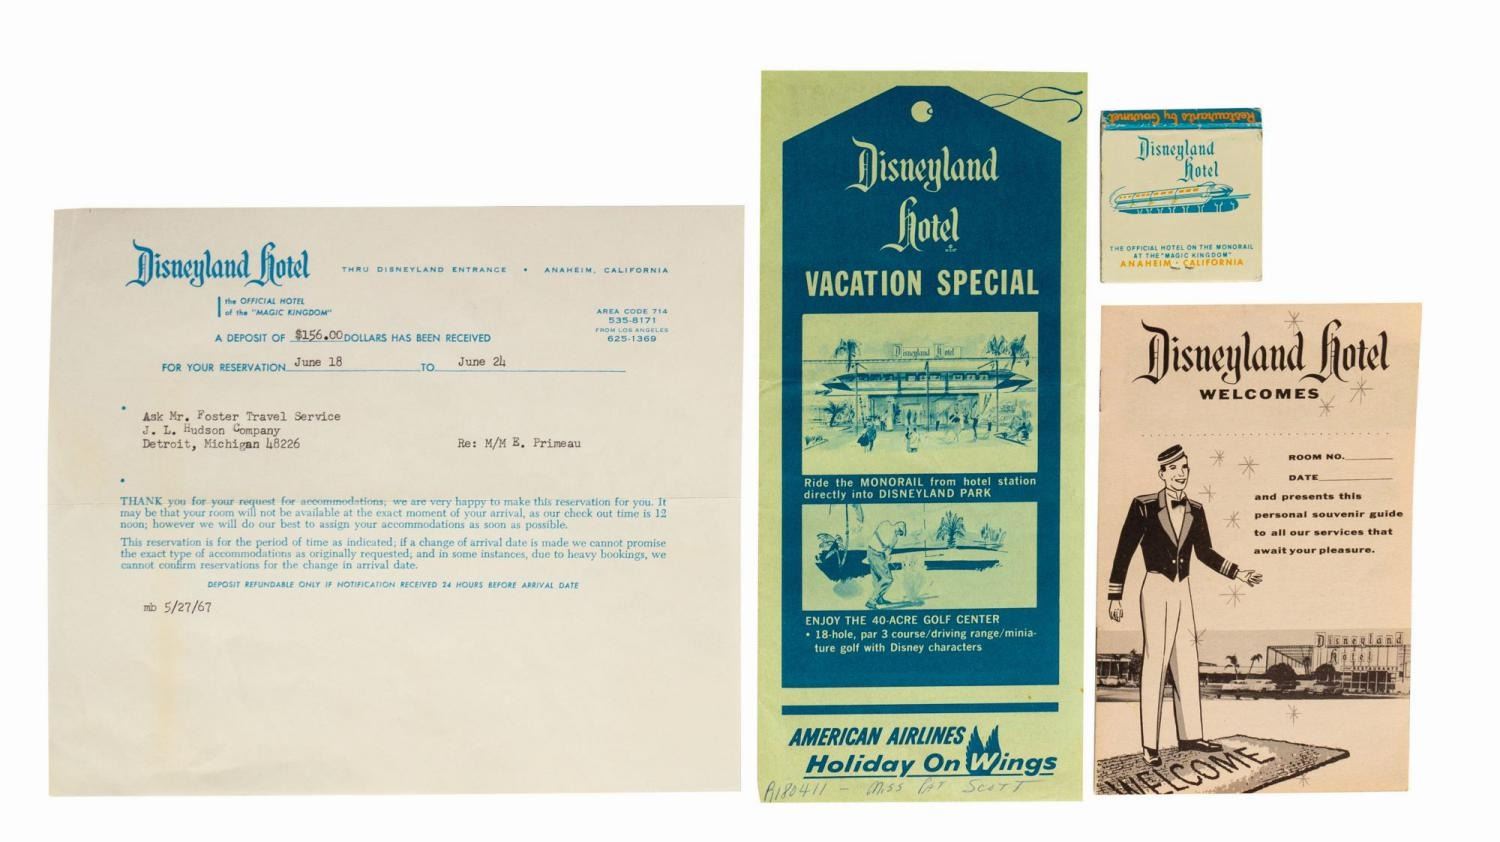 Disneyland Hotel
THRU DISNEYLAND ENTRANCE • ANAHEIM, CALIFORNIA
the OFFICIAL HOTEL
of the "MAGIC KINGDOM"
AREA CODE 714
535-8171
FROM LOS ANGELES
625-1369
A DEPOSIT OF $156.00 DOLLARS HAS BEEN RECEIVED
FOR YOUR RESERVATION June 18 TO June 24
Ask Mr. Foster Travel Service
J. L. Hudson Company
Detroit, Michigan 48226
Re: M/M E. Primeau
THANK you for your request for accommodations; we are very happy to make this reservation for you. It
may be that your room will not be available at the exact moment of your arrival, as our check out time is 12
noon; however we will do our best to assign your accommodations as soon as possible.
This reservation is for the period of time as indicated; if a change of arrival date is made we cannot promise
the exact type of accommodations as originally requested; and in some instances, due to heavy bookings, we
cannot confirm reservations for the change in arrival date.
DEPOSIT REFUNDABLE ONLY IF NOTIFICATION RECEIVED 24 HOURS BEFORE ARRIVAL DATE
mb 5/27/67
Disneyland
Hotel
VACATION SPECIAL
Disneyland Hotel
Ride the MONORAIL from hotel station
directly into DISNEYLAND PARK
ENJOY THE 40-ACRE GOLF CENTER
• 18-hole, par 3 course/driving range/minia-
ture golf with Disney characters
AMERICAN AIRLINES
Holiday On Wings
R180411 - Miss Pat Scott
Restaurants by Gourmet
Disneyland
Hotel
THE OFFICIAL HOTEL ON THE MONORAIL
AT THE "MAGIC KINGDOM"
ANAHEIM • CALIFORNIA
Disneyland Hotel
WELCOMES
ROOM NO.
DATE
and presents this
personal souvenir guide
to all our services that
await your pleasure.
Disneyland
Hotel
RESTAURANTS
WELCOME